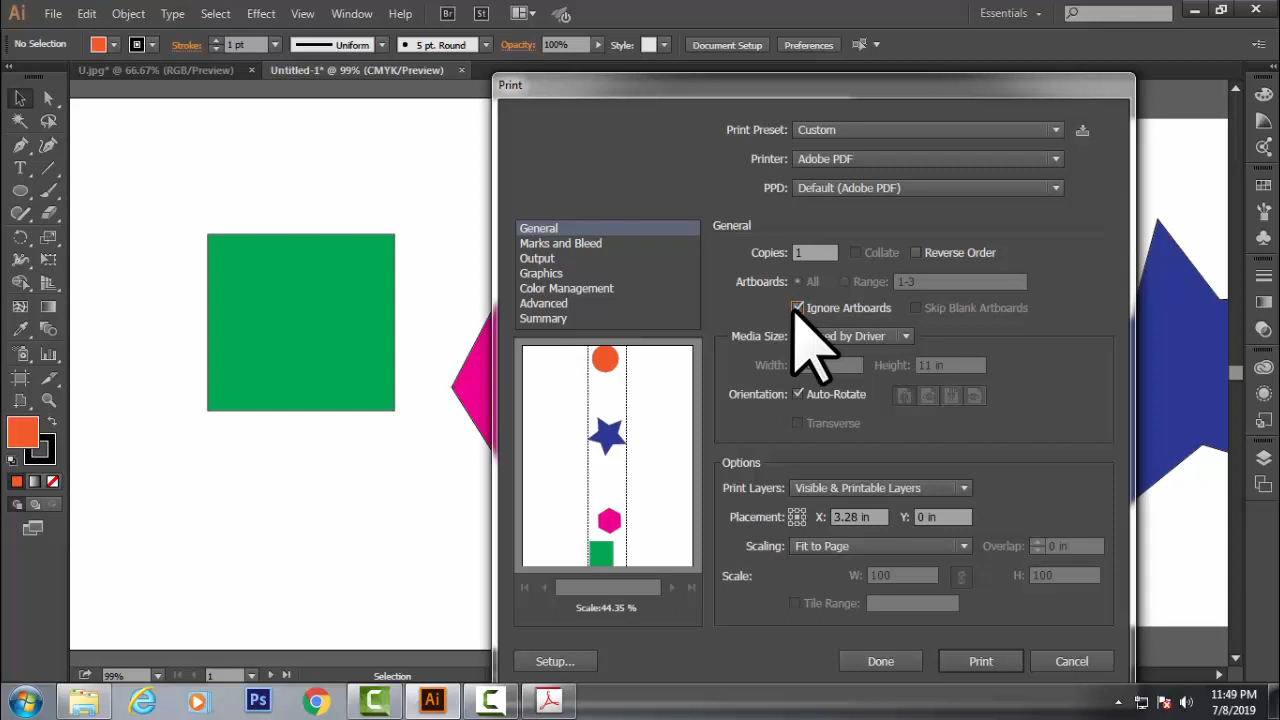 Ai File Edit Object Type Select Effect View Window Help Br St Essentials
No Selection Stroke: 1 pt Uniform 5 pt. Round Opacity: 100% Style: Document Setup Preferences
U.jpg* @ 66.67% (RGB/Preview) × Untitled-1* @ 99% (CMYK/Preview) ×
Print
Print Preset: Custom
Printer: Adobe PDF
PPD: Default (Adobe PDF)
General
Marks and Bleed
Output
Graphics
Color Management
Advanced
Summary
General
Copies: 1 Collate Reverse Order
Artboards: All Range: 1-3
Ignore Artboards Skip Blank Artboards
Media Size: by Driver
Width: Height: 11 in
Orientation: Auto-Rotate
Transverse
Options
Print Layers: Visible & Printable Layers
Placement: X: 3.28 in Y: 0 in
Scaling: Fit to Page Overlap: 0 in
Scale: W: 100 H: 100
Tile Range:
Scale:44.35 %
Setup... Done Print Cancel
99% 1 Selection
Ps Ai
11:49 PM
7/8/2019